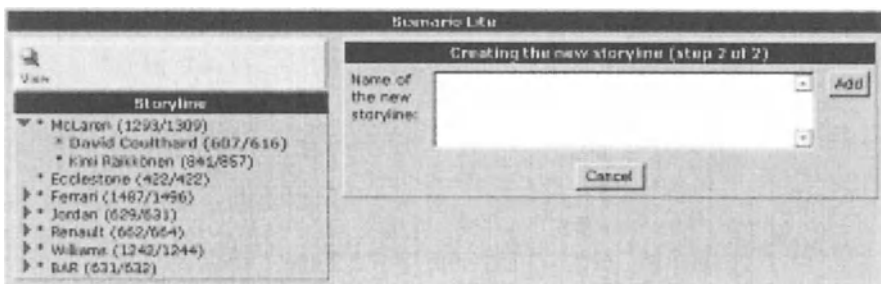 Scenario Lite
View
Storyline
* McLaren (1293/1309)
* David Coulthard (607/616)
* Kimi Raikkonen (841/857)
* Ecclestone (422/422)
* Ferrari (1487/1496)
* Jordan (629/631)
* Renault (662/664)
* Williams (1242/1244)
* BAR (631/632)
Creating the new storyline (step 2 of 2)
Name of
the new
storyline:
Add
Cancel